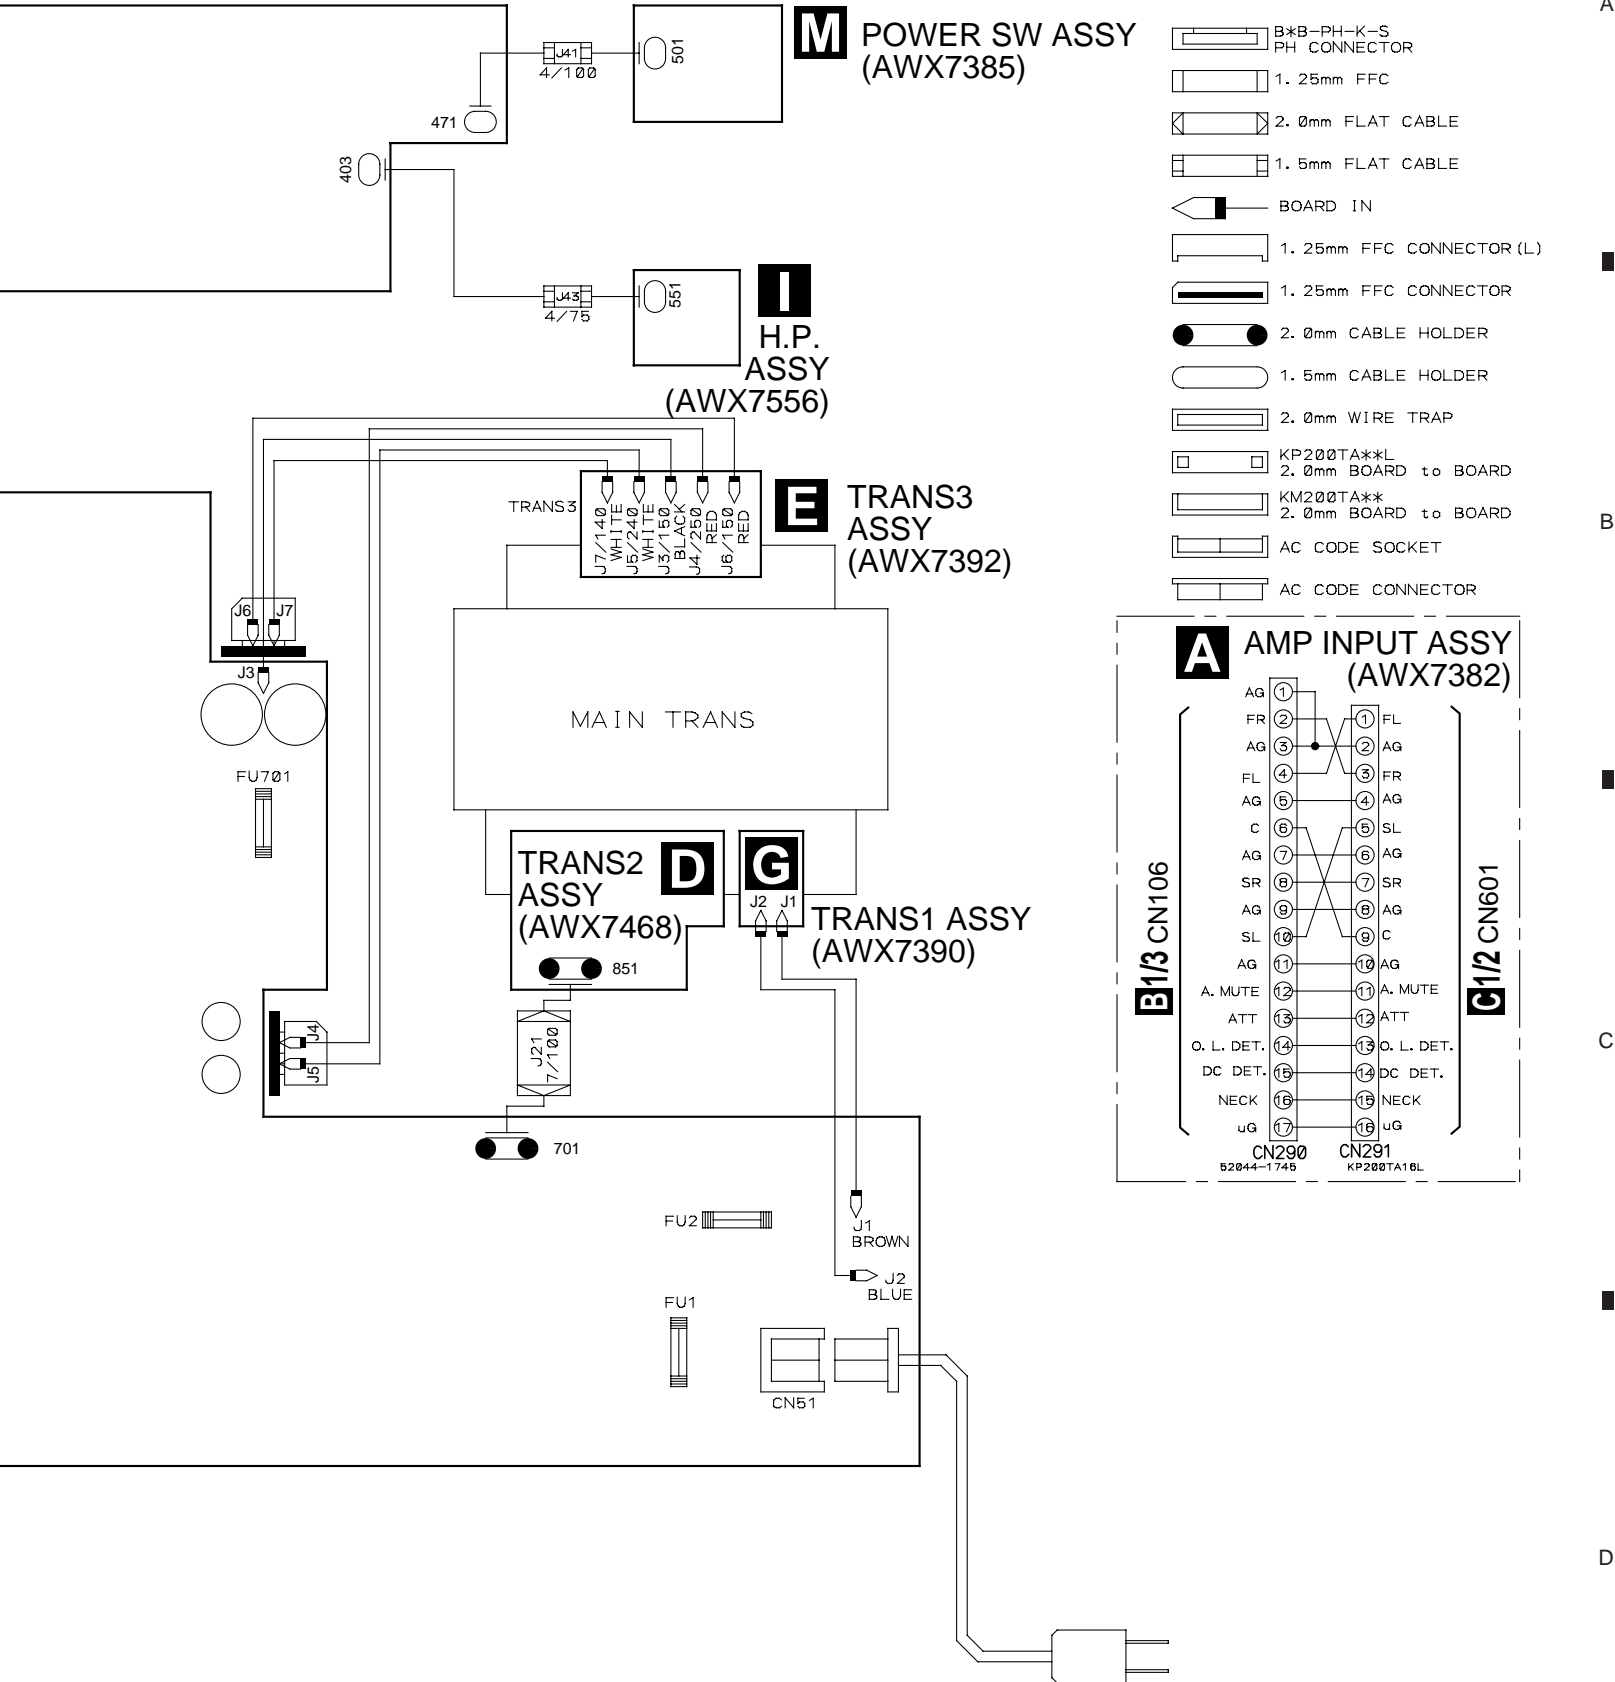 A
M POWER SW ASSY
(AWX7385)
J41
4/100
501
471
403
J43
4/75
551
I
H.P.
ASSY
(AWX7556)
B*B-PH-K-S
PH CONNECTOR
1.25mm FFC
2.0mm FLAT CABLE
1.5mm FLAT CABLE
BOARD IN
1.25mm FFC CONNECTOR(L)
1.25mm FFC CONNECTOR
2.0mm CABLE HOLDER
1.5mm CABLE HOLDER
2.0mm WIRE TRAP
KP200TA**L
2.0mm BOARD to BOARD
KM200TA**
2.0mm BOARD to BOARD
AC CODE SOCKET
AC CODE CONNECTOR
B
TRANS3
J7/140
WHITE
J5/240
WHITE
J3/150
BLACK
J4/250
RED
J6/150
RED
E TRANS3
ASSY
(AWX7392)
J6 J7
J3
MAIN TRANS
FU701
TRANS2
ASSY
(AWX7468)
D
G
J2 J1
TRANS1 ASSY
(AWX7390)
851
J21
7/100
701
J4
J5
FU2
J1
BROWN
J2
BLUE
FU1
CN51
A AMP INPUT ASSY
(AWX7382)
AG 1
FR 2 1 FL
AG 3 2 AG
FL 4 3 FR
AG 5 4 AG
C 6 5 SL
AG 7 6 AG
SR 8 7 SR
AG 9 8 AG
SL 10 9 C
AG 11 10 AG
A.MUTE 12 11 A.MUTE
ATT 13 12 ATT
O.L.DET. 14 13 O.L.DET.
DC DET. 15 14 DC DET.
NECK 16 15 NECK
uG 17 16 uG
CN290 CN291
52044-1745 KP200TA16L
B1/3 CN106
C1/2 CN601
C
D